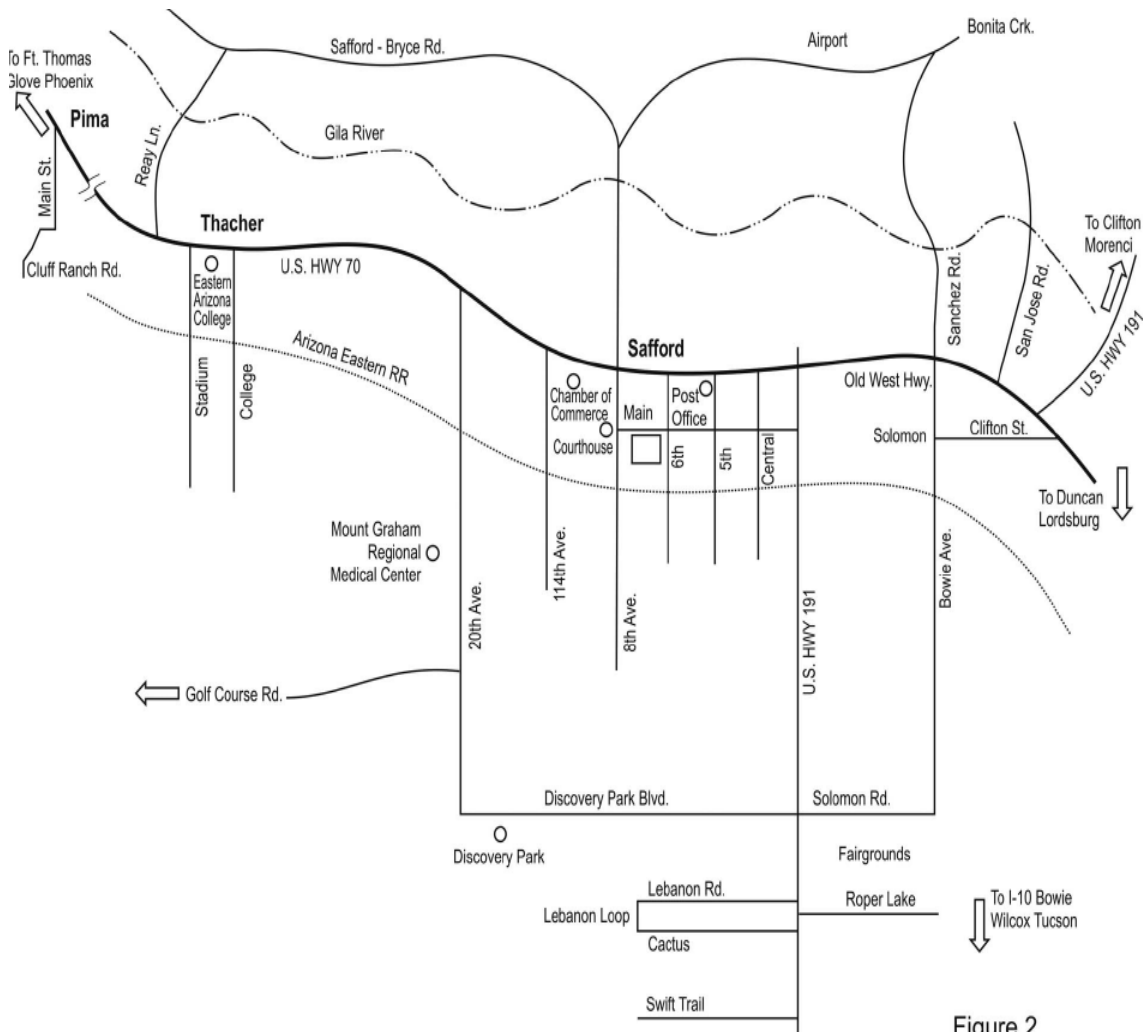 Bonita Crk.
Safford - Bryce Rd.
Airport
To Ft. Thomas
Glove Phoenix
Pima
Gila River
Reay Ln.
Main St.
Thacher
To Clifton
Morenci
Cluff Ranch Rd.
U.S. HWY 70
Eastern
Arizona
College
Sanchez Rd.
San Jose Rd.
U.S. HWY 191
Arizona Eastern RR
Safford
Stadium
College
Chamber of
Commerce
Main
Post
Office
Old West Hwy.
Courthouse
6th
5th
Central
Solomon
Clifton St.
To Duncan
Lordsburg
Mount Graham
Regional
Medical Center
20th Ave.
114th Ave.
8th Ave.
U.S. HWY 191
Bowie Ave.
Golf Course Rd.
Discovery Park Blvd.
Solomon Rd.
Discovery Park
Fairgrounds
Lebanon Rd.
Roper Lake
Lebanon Loop
To I-10 Bowie
Wilcox Tucson
Cactus
Swift Trail
Figure 2